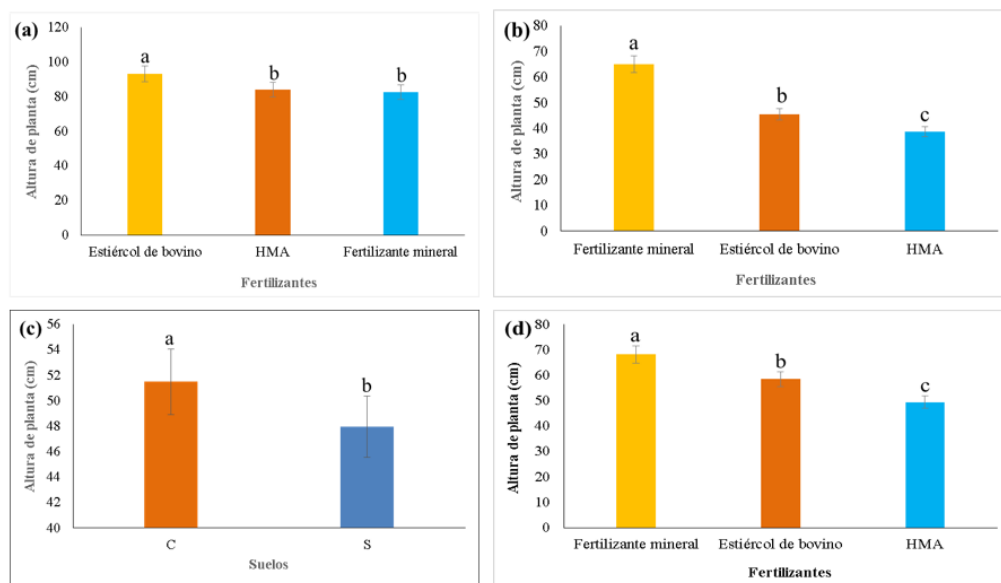 (a)
Altura de planta (cm)
120
100
80
60
40
20
0
a
b
b
Estiércol de bovino
HMA
Fertilizante mineral
Fertilizantes
(b)
Altura de planta (cm)
80
70
60
50
40
30
20
10
0
a
b
c
Fertilizante mineral
Estiércol de bovino
HMA
Fertilizantes
(c)
Altura de planta (cm)
56
54
52
50
48
46
44
42
40
a
b
C
S
Suelos
(d)
Altura de planta (cm)
80
70
60
50
40
30
20
10
0
a
b
c
Fertilizante mineral
Estiércol de bovino
HMA
Fertilizantes